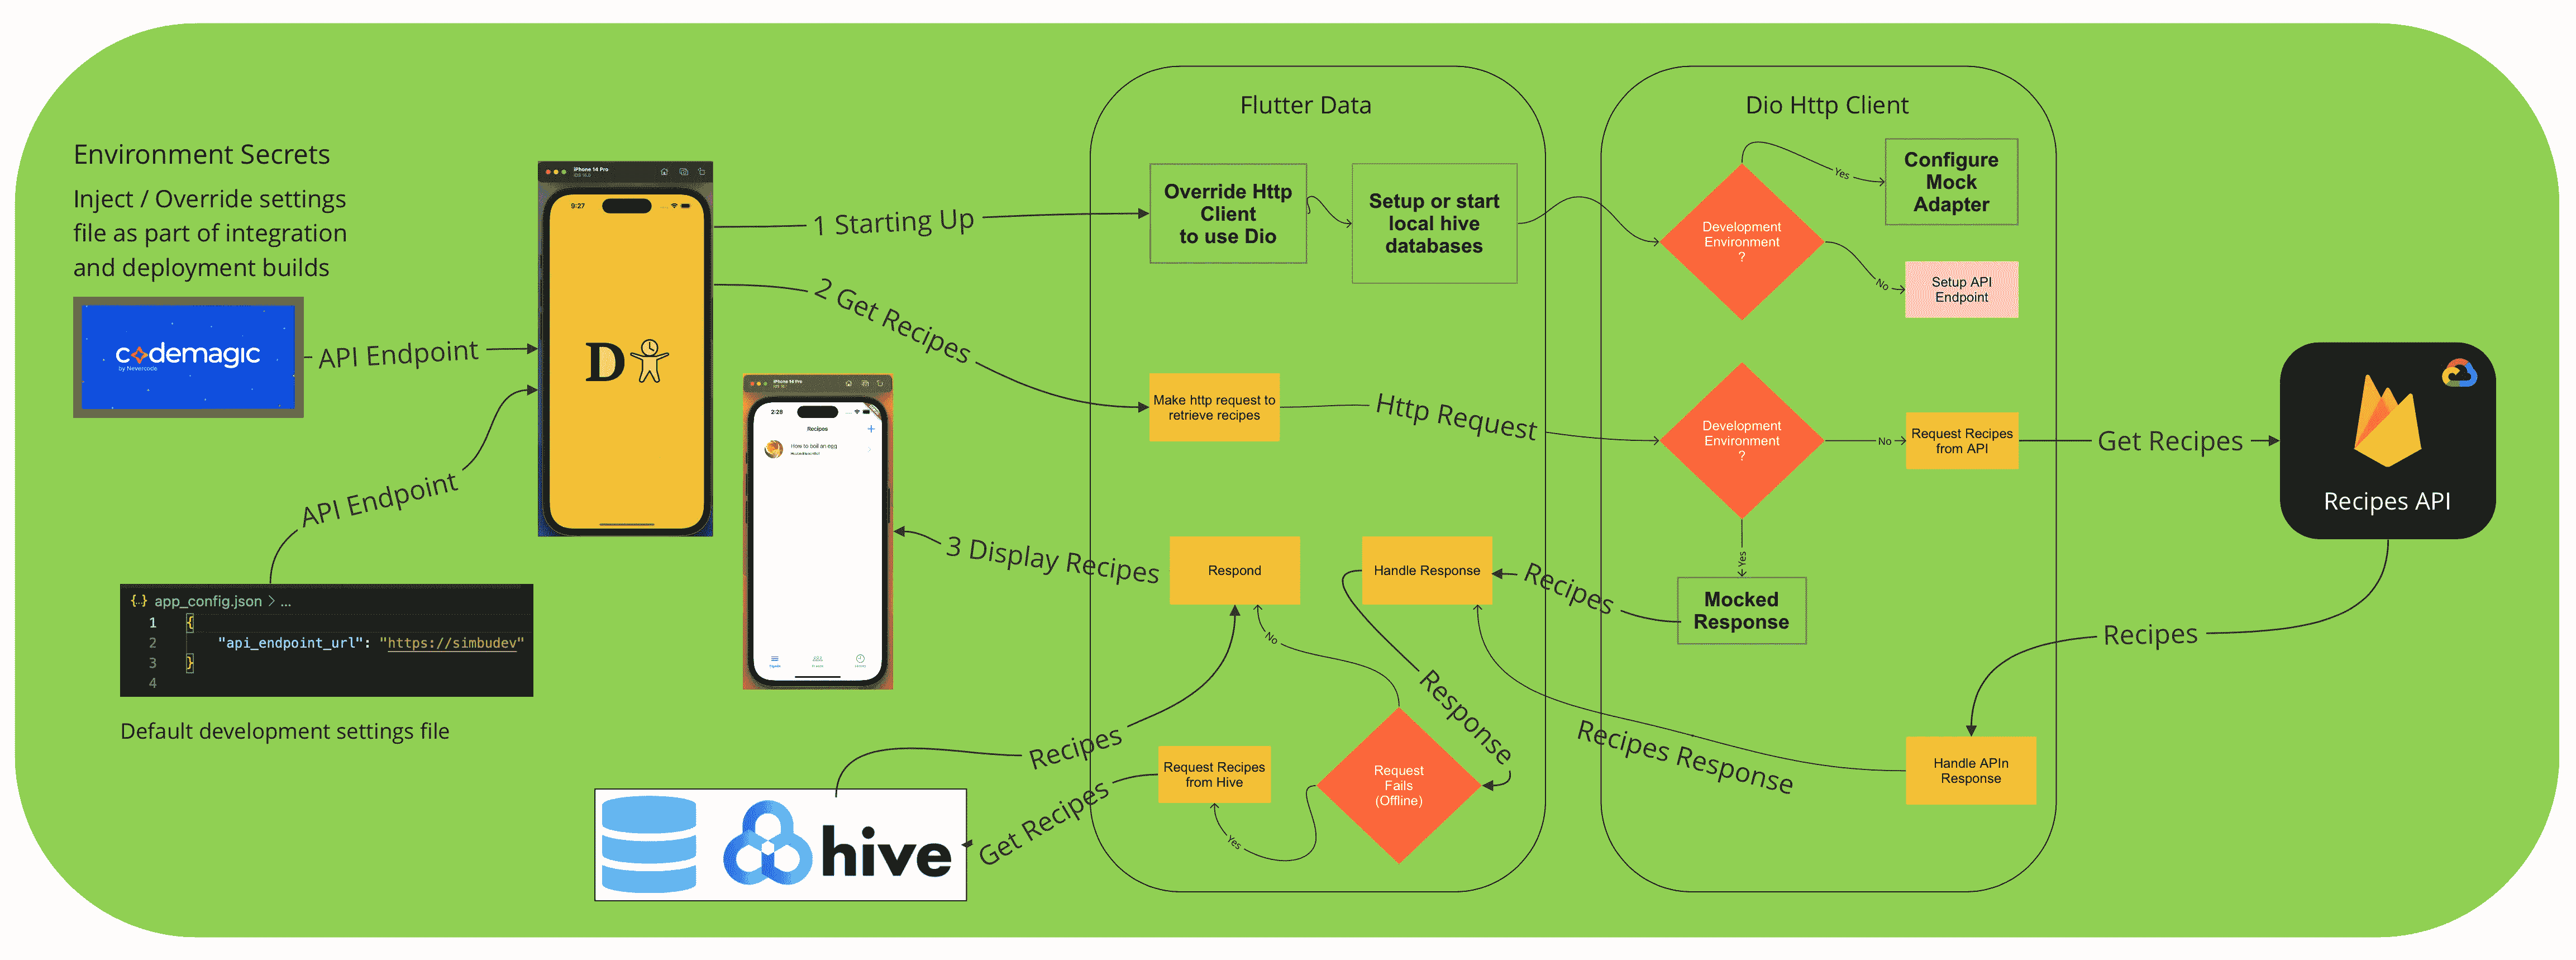 Environment Secrets
Inject / Override settings
file as part of integration
and deployment builds
codemagic
by Nevercode
API Endpoint
API Endpoint
{..} app_config.json > ...
1 {
2 "api_endpoint_url": "https://simbudev"
3 }
4
Default development settings file
iPhone 14 Pro
9:27
D
1 Starting Up
2 Get Recipes
iPhone 14 Pro
2:28
Recipes
+
How to boil an egg
3 Display Recipes
hive
Recipes
Get Recipes
Flutter Data
Override Http
Client
to use Dio
Setup or start
local hive
databases
Make http request to
retrieve recipes
Http Request
Respond
Handle Response
No
Response
Request
Fails
(Offline)
Yes
Request Recipes
from Hive
Dio Http Client
Development
Environment
?
Yes
Configure
Mock
Adapter
No
Setup API
Endpoint
Development
Environment
?
No
Request Recipes
from API
Yes
Mocked
Response
Recipes
Recipes Response
Handle APIn
Response
Get Recipes
Recipes API
Recipes